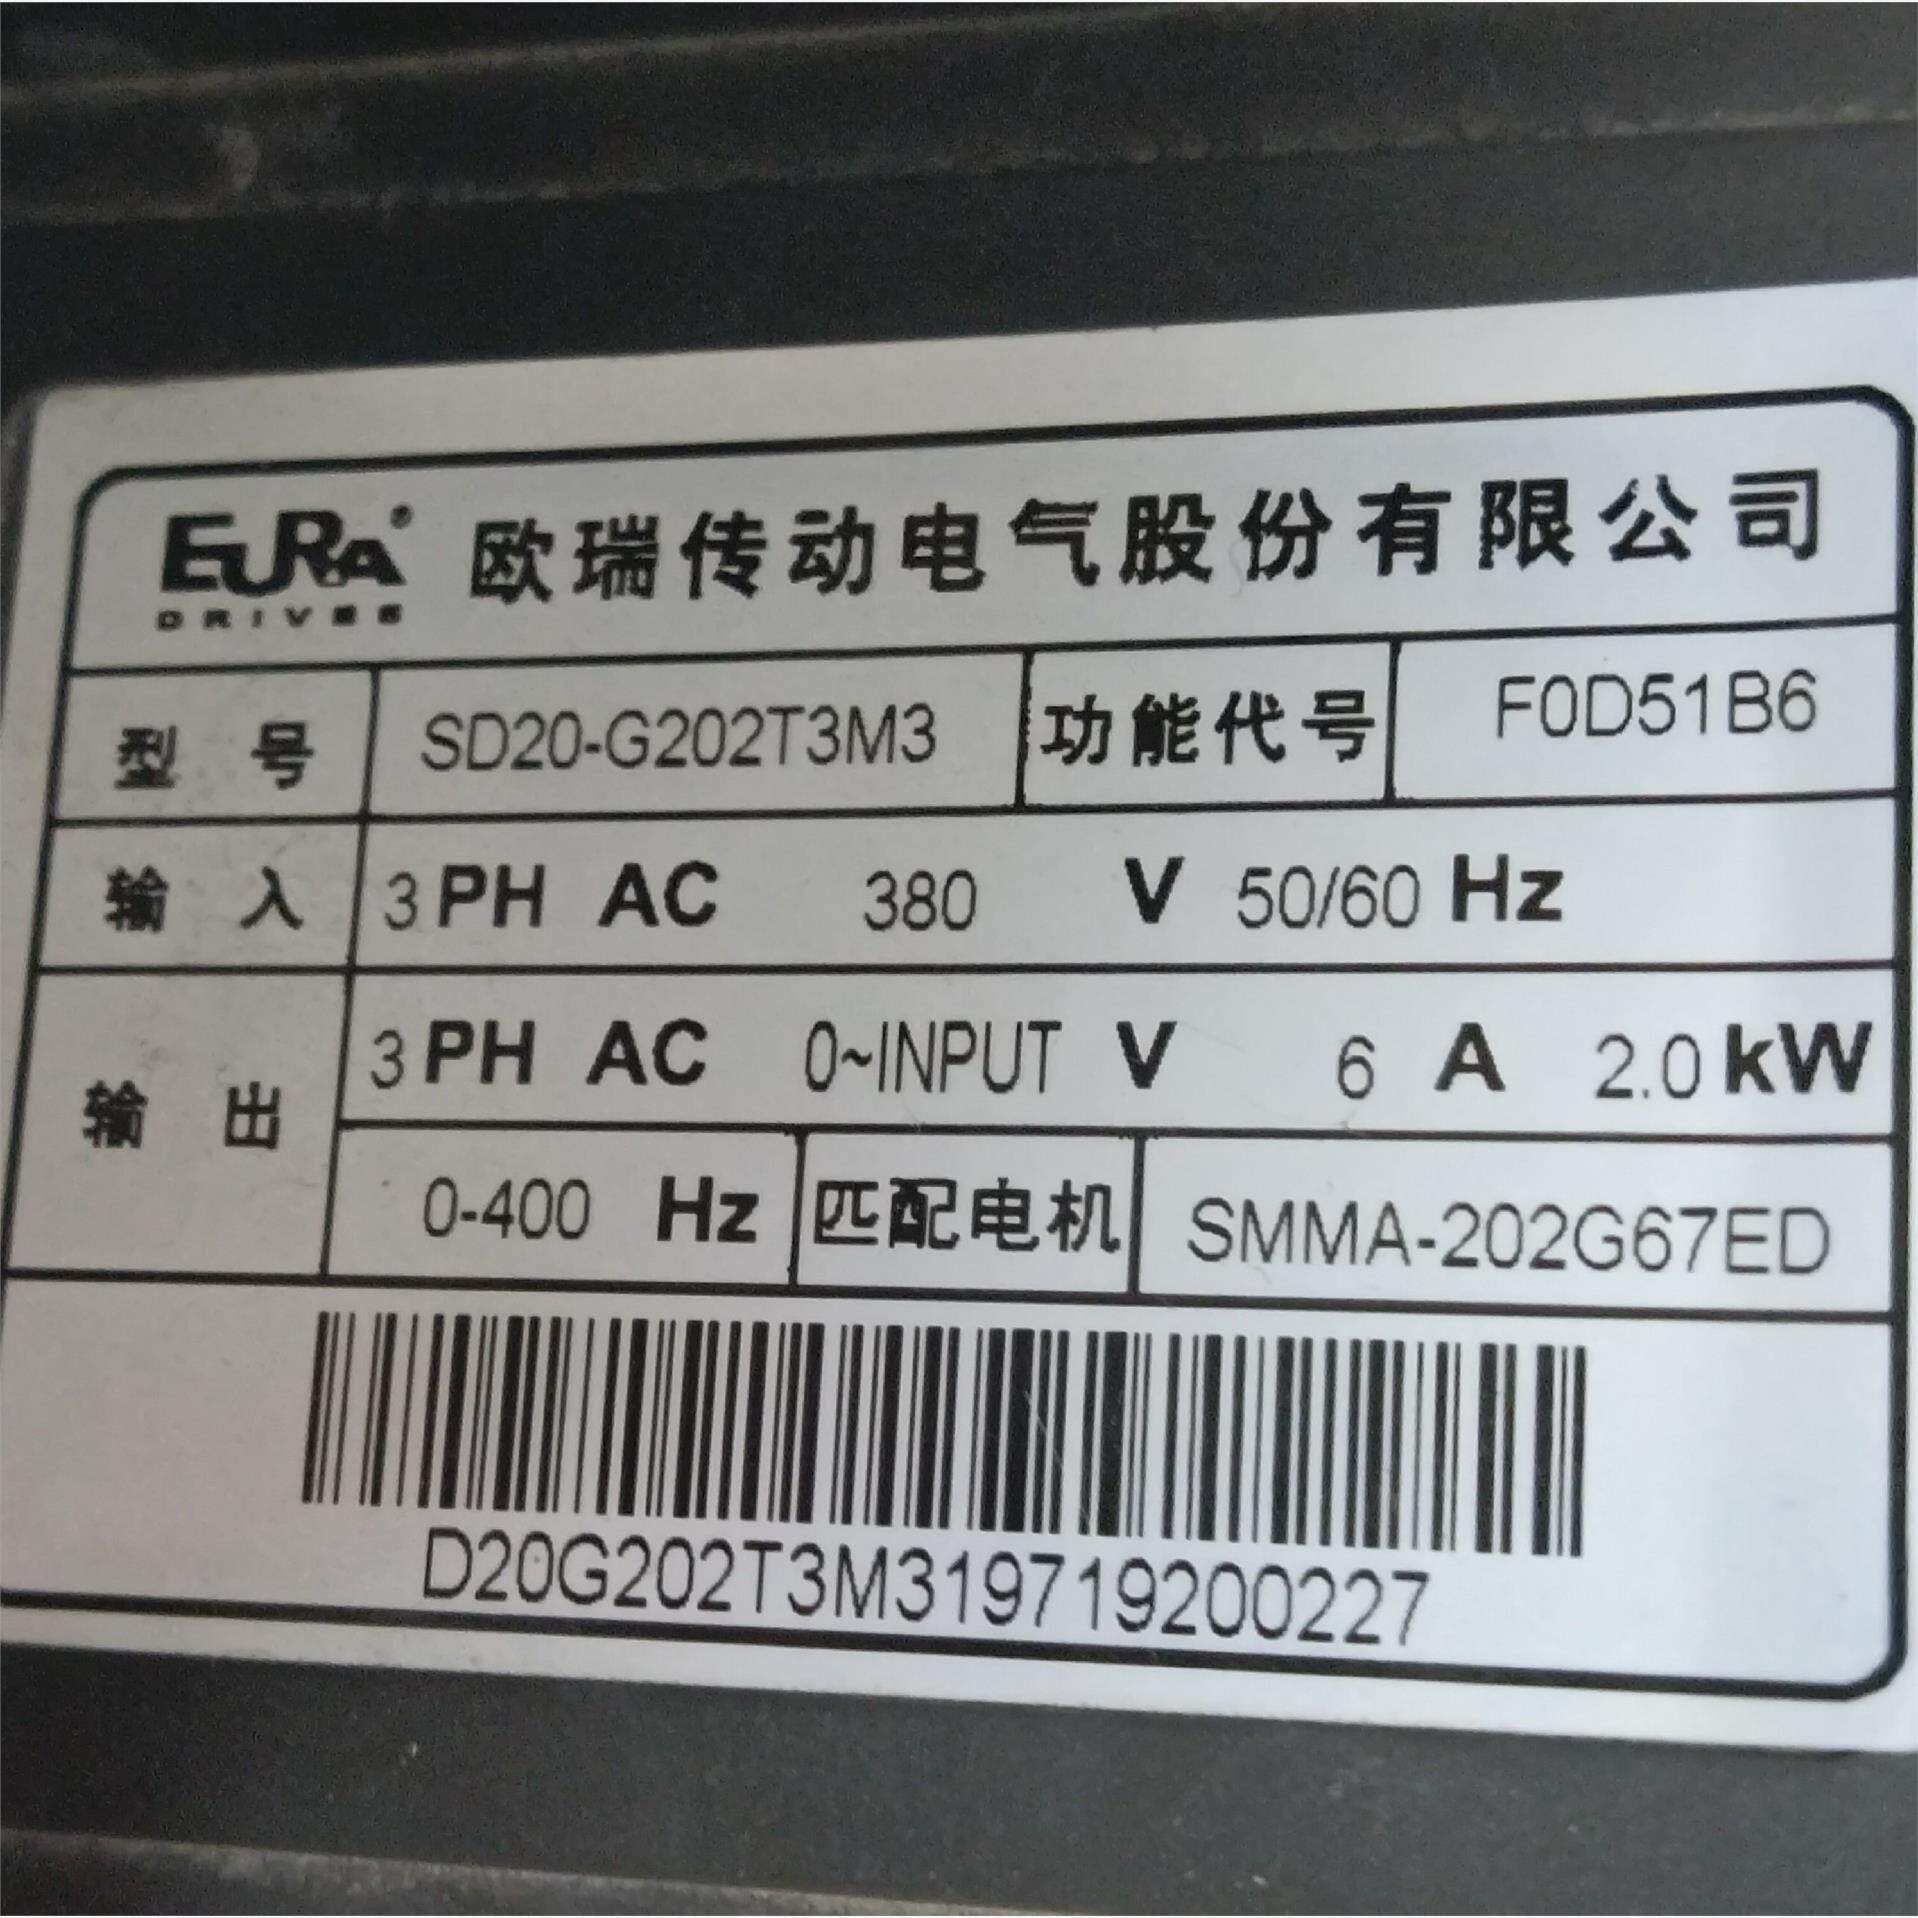 EURA® 欧瑞传动电气股份有限公司
DRIVES
型号 SD20-G202T3M3 功能代号 F0D51B6
输入 3 PH AC 380 V 50/60 Hz
输出 3 PH AC 0~INPUT V 6 A 2.0 kW
0-400 Hz 匹配电机 SMMA-202G67ED
D20G202T3M319719200227